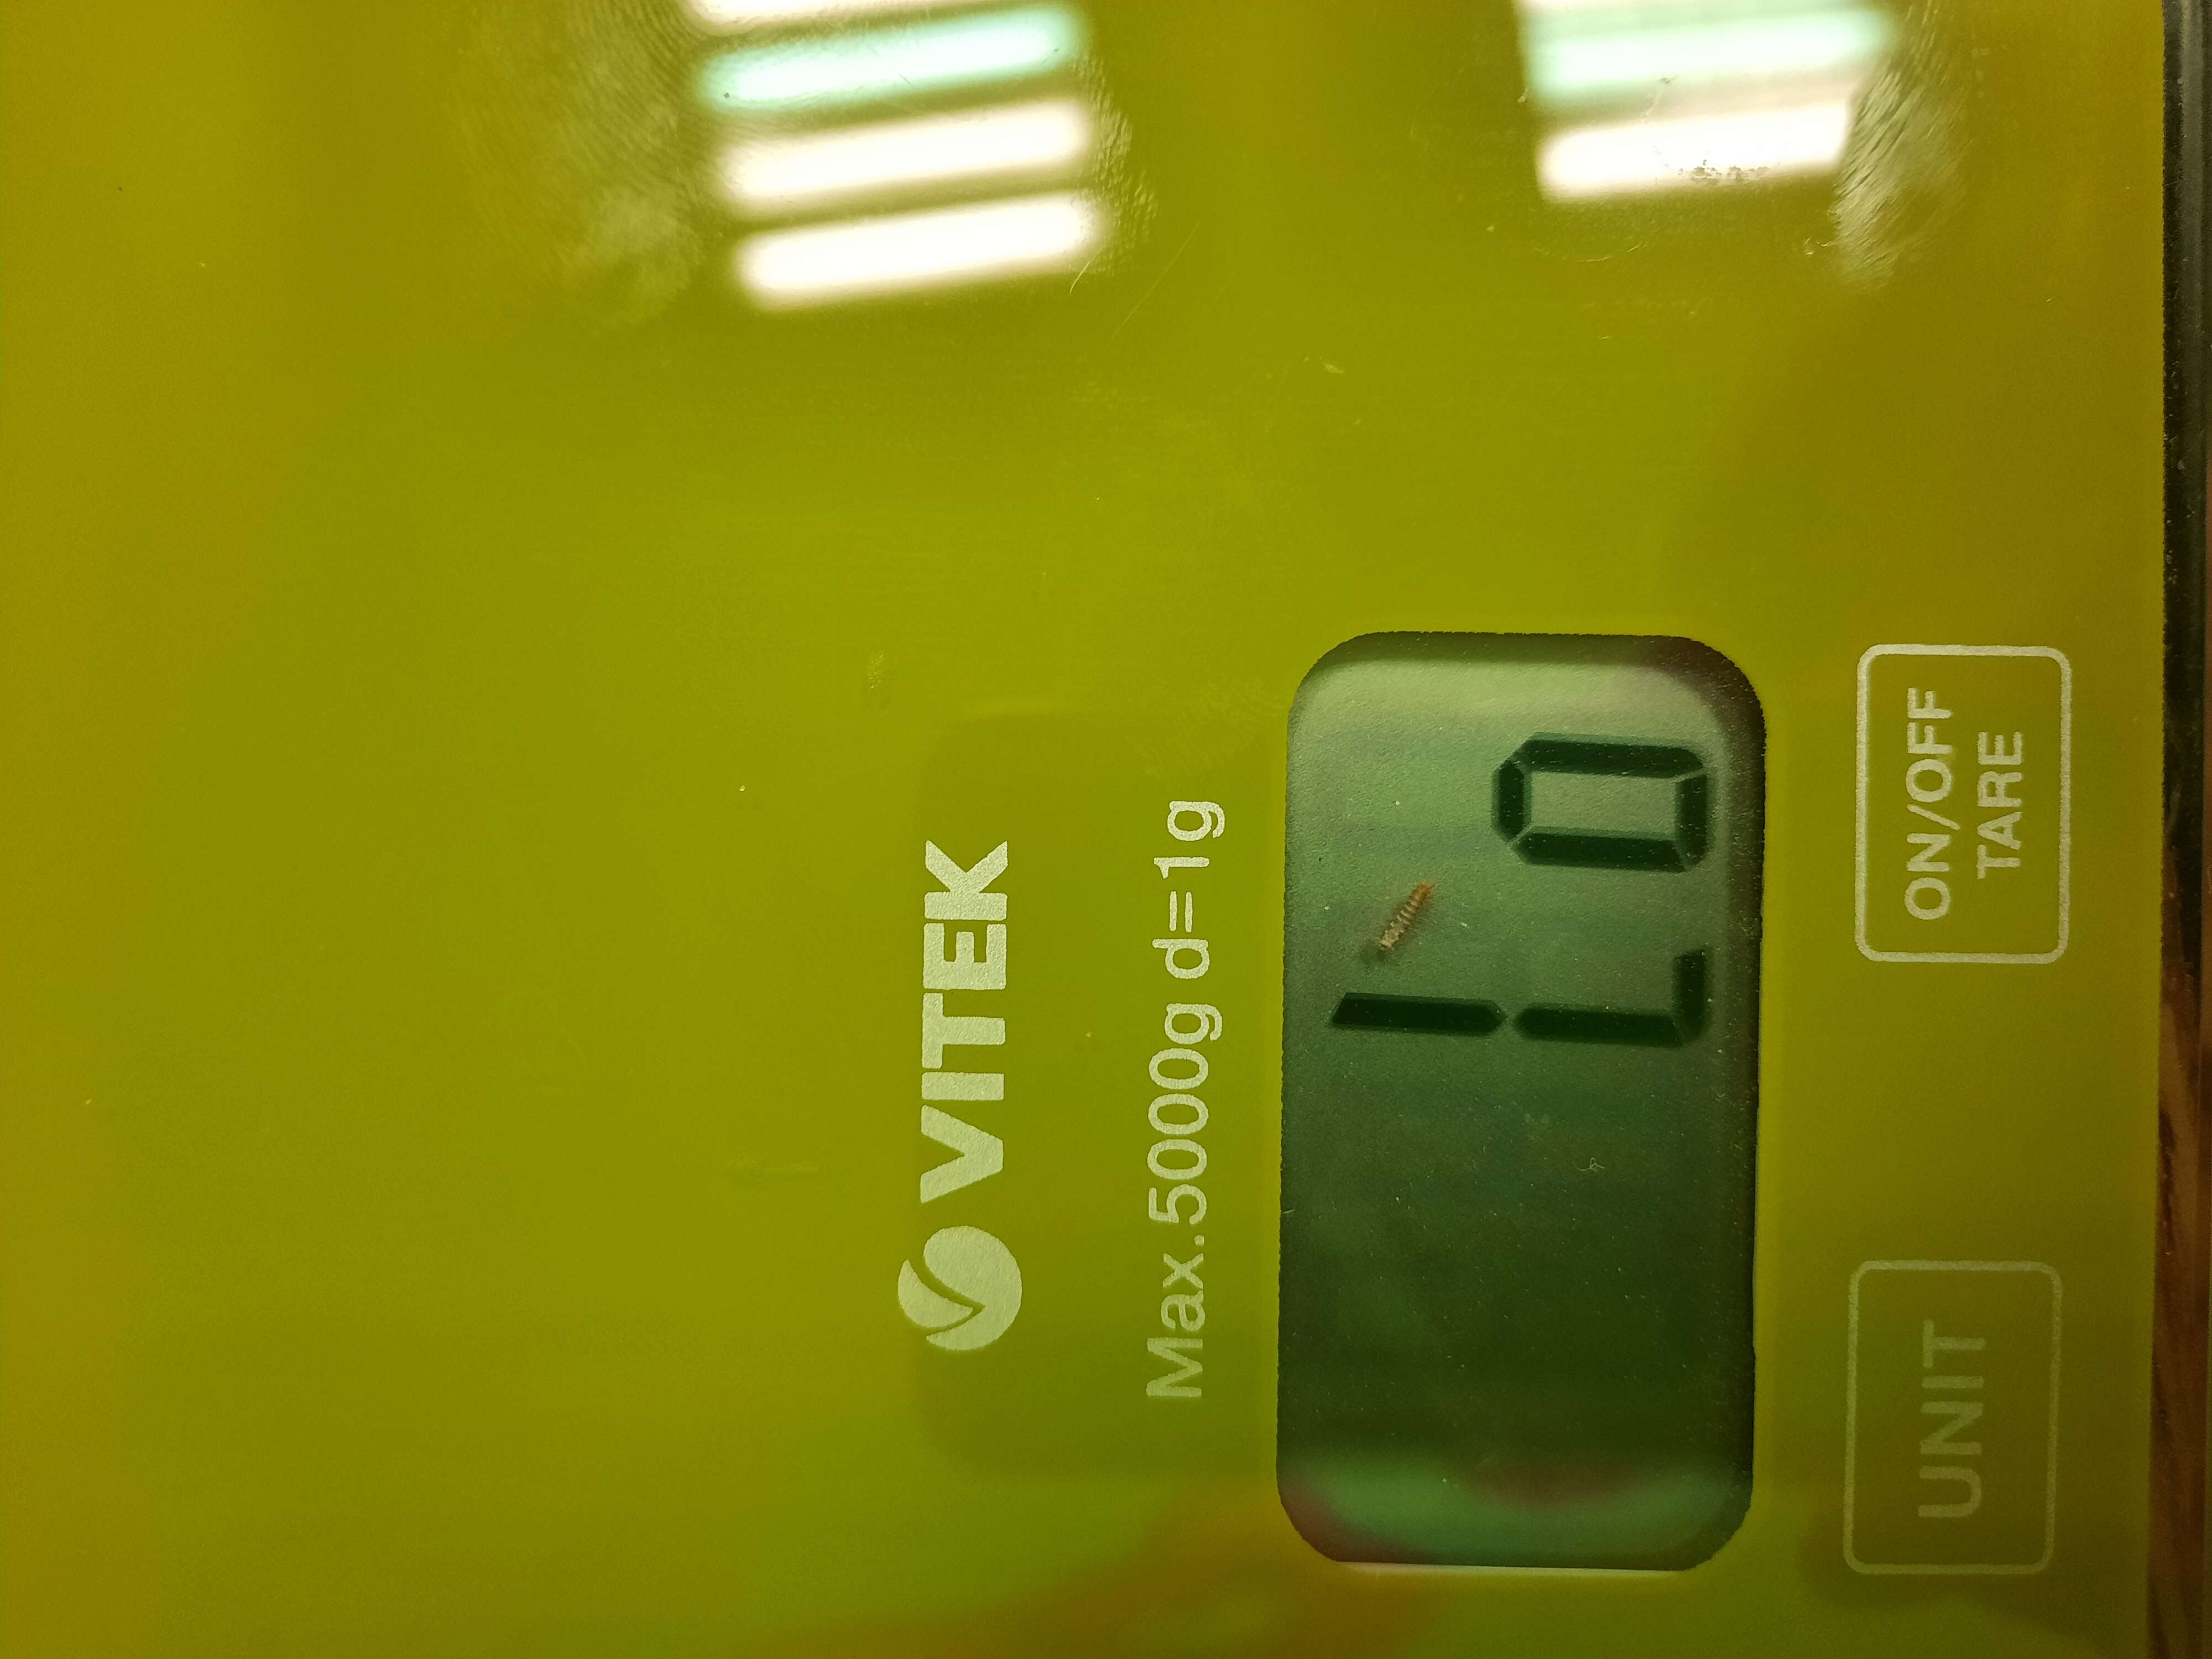 VITEK
Max.5000g d=1g
Lo
UNIT
ON/OFF
TARE